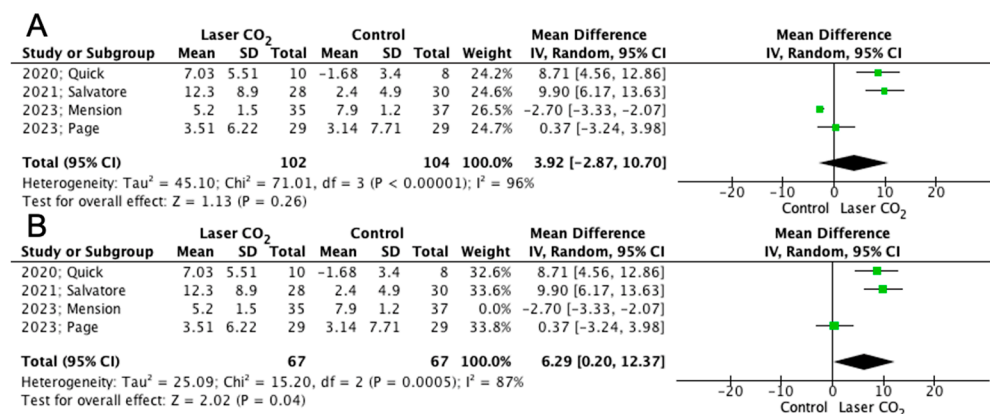 A
Laser CO2 Control Mean Difference Mean Difference
Study or Subgroup Mean SD Total Mean SD Total Weight IV, Random, 95% CI IV, Random, 95% CI
2020; Quick 7.03 5.51 10 -1.68 3.4 8 24.2% 8.71 [4.56, 12.86]
2021; Salvatore 12.3 8.9 28 2.4 4.9 30 24.6% 9.90 [6.17, 13.63]
2023; Mension 5.2 1.5 35 7.9 1.2 37 26.5% -2.70 [-3.33, -2.07]
2023; Page 3.51 6.22 29 3.14 7.71 29 24.7% 0.37 [-3.24, 3.98]
Total (95% CI) 102 104 100.0% 3.92 [-2.87, 10.70]
Heterogeneity: Tau² = 45.10; Chi² = 71.01, df = 3 (P < 0.00001); I² = 96%
Test for overall effect: Z = 1.13 (P = 0.26)
-20 -10 0 10 20
Control Laser CO2
B
Laser CO2 Control Mean Difference Mean Difference
Study or Subgroup Mean SD Total Mean SD Total Weight IV, Random, 95% CI IV, Random, 95% CI
2020; Quick 7.03 5.51 10 -1.68 3.4 8 32.6% 8.71 [4.56, 12.86]
2021; Salvatore 12.3 8.9 28 2.4 4.9 30 33.6% 9.90 [6.17, 13.63]
2023; Mension 5.2 1.5 35 7.9 1.2 37 0.0% -2.70 [-3.33, -2.07]
2023; Page 3.51 6.22 29 3.14 7.71 29 33.8% 0.37 [-3.24, 3.98]
Total (95% CI) 67 67 100.0% 6.29 [0.20, 12.37]
Heterogeneity: Tau² = 25.09; Chi² = 15.20, df = 2 (P = 0.0005); I² = 87%
Test for overall effect: Z = 2.02 (P = 0.04)
-20 -10 0 10 20
Control Laser CO2